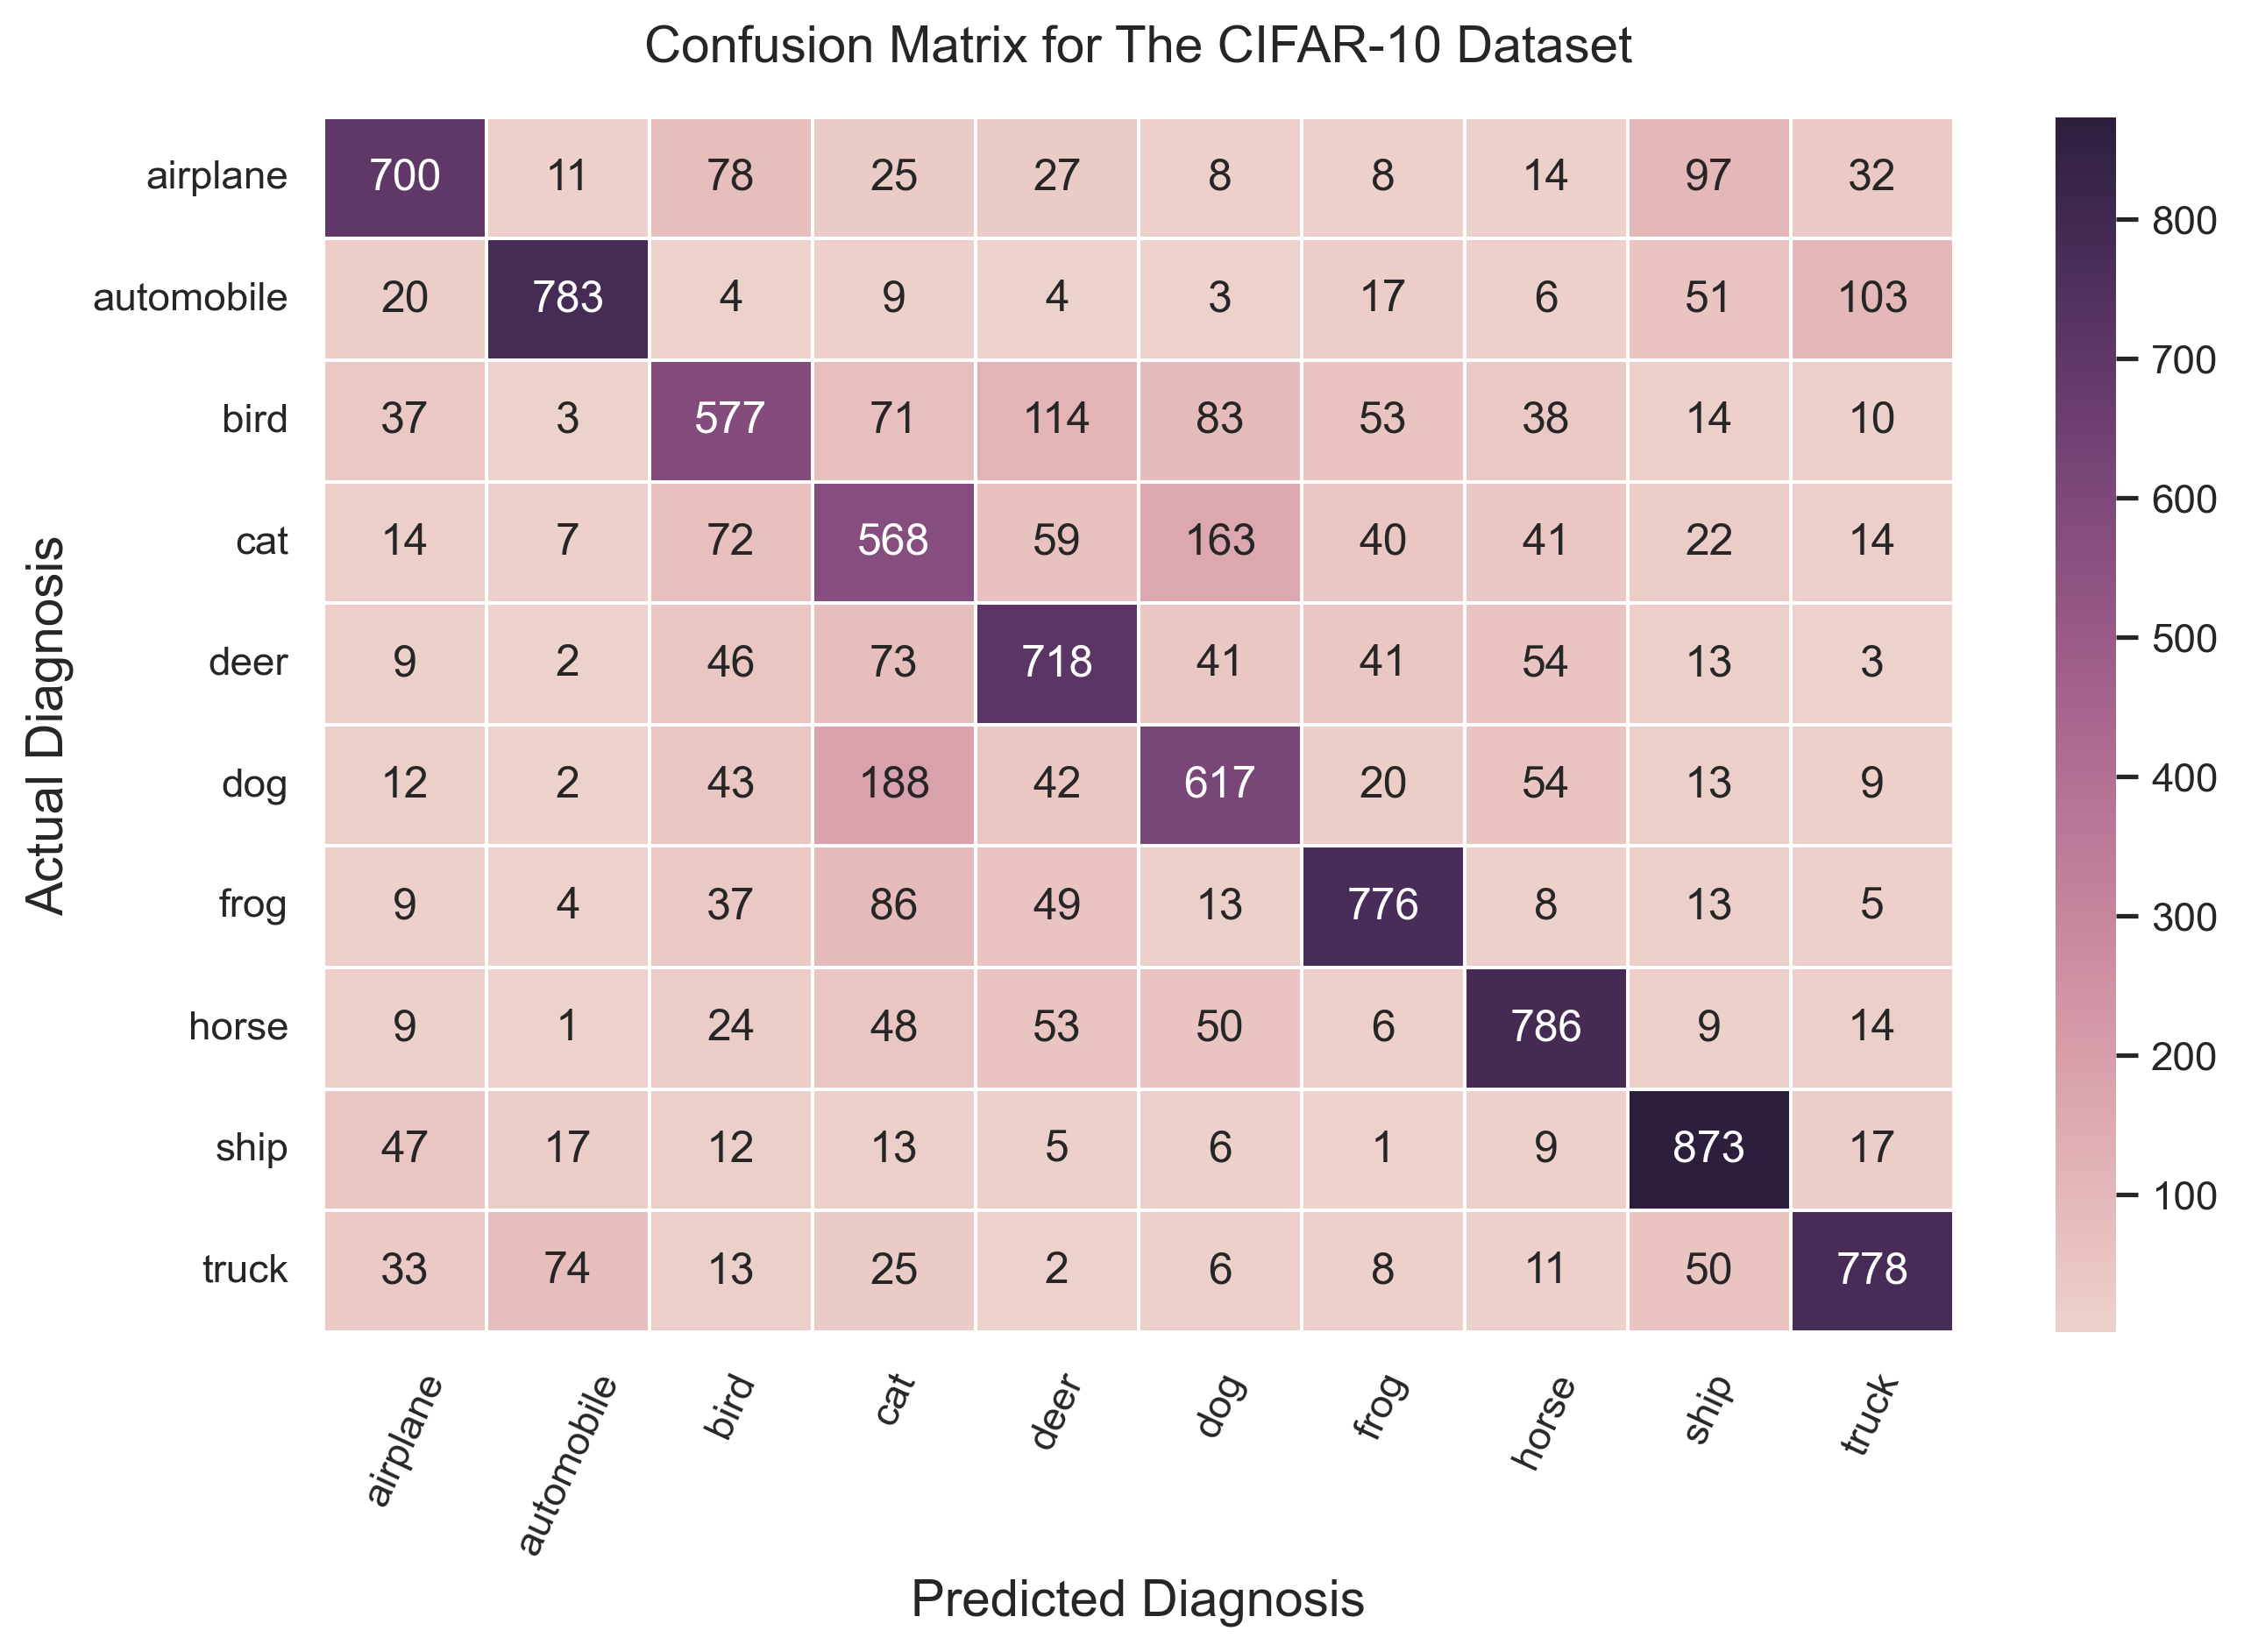 Confusion Matrix for The CIFAR-10 Dataset
airplane 700 11 78 25 27 8 8 14 97 32
automobile 20 783 4 9 4 3 17 6 51 103
bird 37 3 577 71 114 83 53 38 14 10
cat 14 7 72 568 59 163 40 41 22 14
deer 9 2 46 73 718 41 41 54 13 3
dog 12 2 43 188 42 617 20 54 13 9
frog 9 4 37 86 49 13 776 8 13 5
horse 9 1 24 48 53 50 6 786 9 14
ship 47 17 12 13 5 6 1 9 873 17
truck 33 74 13 25 2 6 8 11 50 778
airplane automobile bird cat deer dog frog horse ship truck
Predicted Diagnosis
Actual Diagnosis
800
700
600
500
400
300
200
100